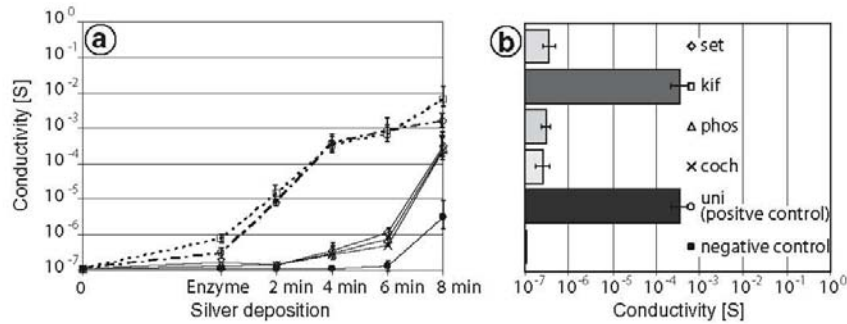 a
Conductivity [S]
10^0
10^-1
10^-2
10^-3
10^-4
10^-5
10^-6
10^-7
0 Enzyme 2 min 4 min 6 min 8 min
Silver deposition
b
set
kif
phos
coch
uni
(positve control)
negative control
10^-7 10^-6 10^-5 10^-4 10^-3 10^-2 10^-1 10^0
Conductivity [S]